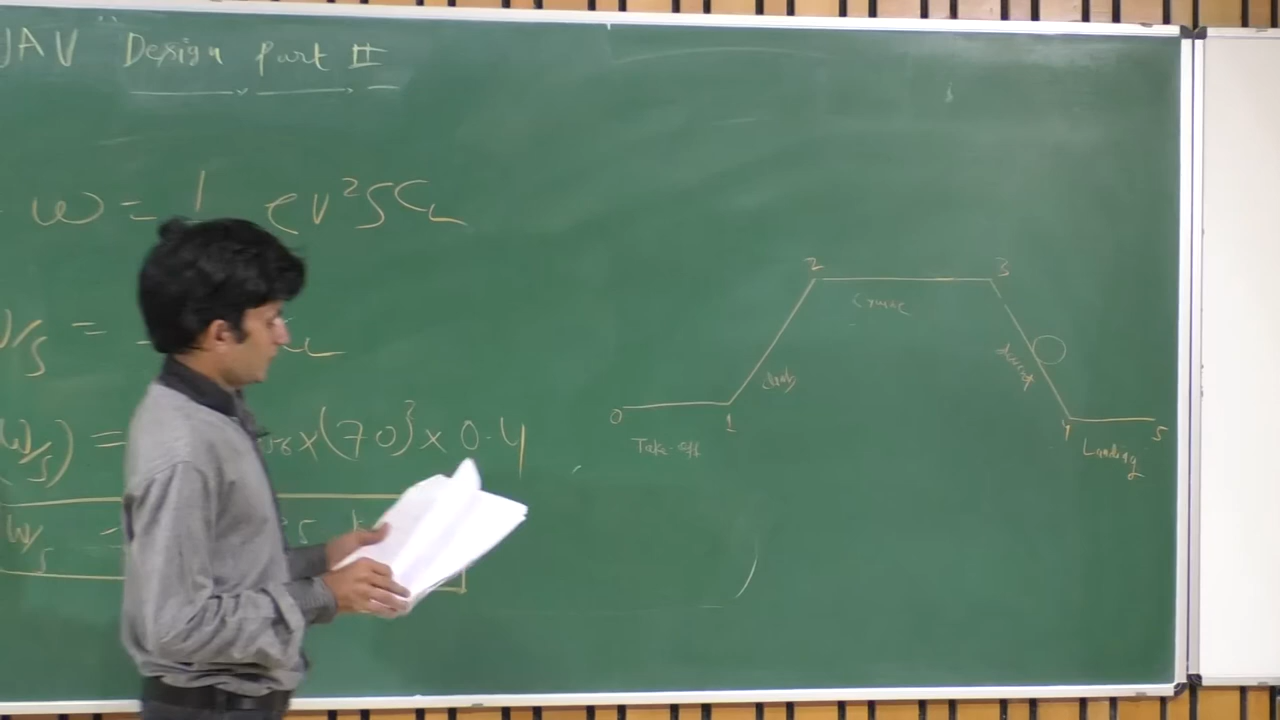 UAV Design Part II
W = 1 ρV²SCL
W/S =
(W/S) = x(70)² x 0.4
W/S =
0
Take-off
1
climb
2
Cruise
3
descent
4
Landing
5